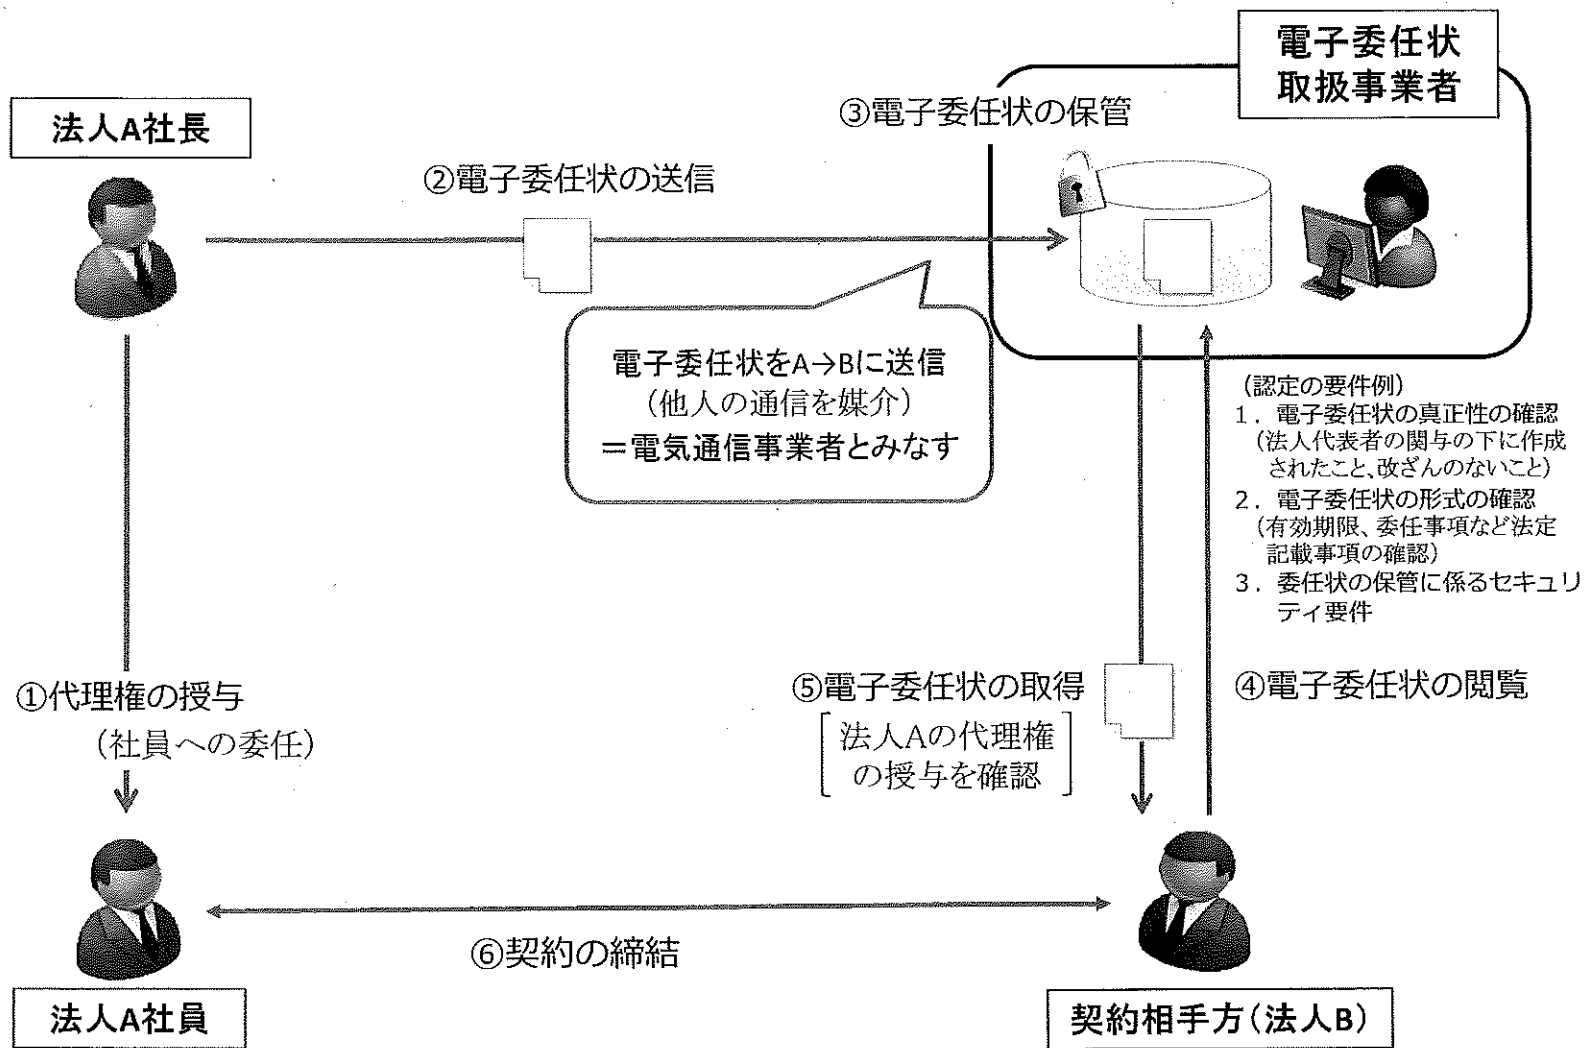 電子委任状
取扱事業者
法人A社長
③電子委任状の保管
②電子委任状の送信
電子委任状をA→Bに送信
（他人の通信を媒介）
＝電気通信事業者とみなす
（認定の要件例）
1．電子委任状の真正性の確認
（法人代表者の関与の下に作成
されたこと、改ざんのないこと）
2．電子委任状の形式の確認
（有効期限、委任事項など法定
記載事項の確認）
3．委任状の保管に係るセキュリ
ティ要件
①代理権の授与
（社員への委任）
⑤電子委任状の取得
法人Aの代理権
の授与を確認
④電子委任状の閲覧
⑥契約の締結
法人A社員
契約相手方（法人B）